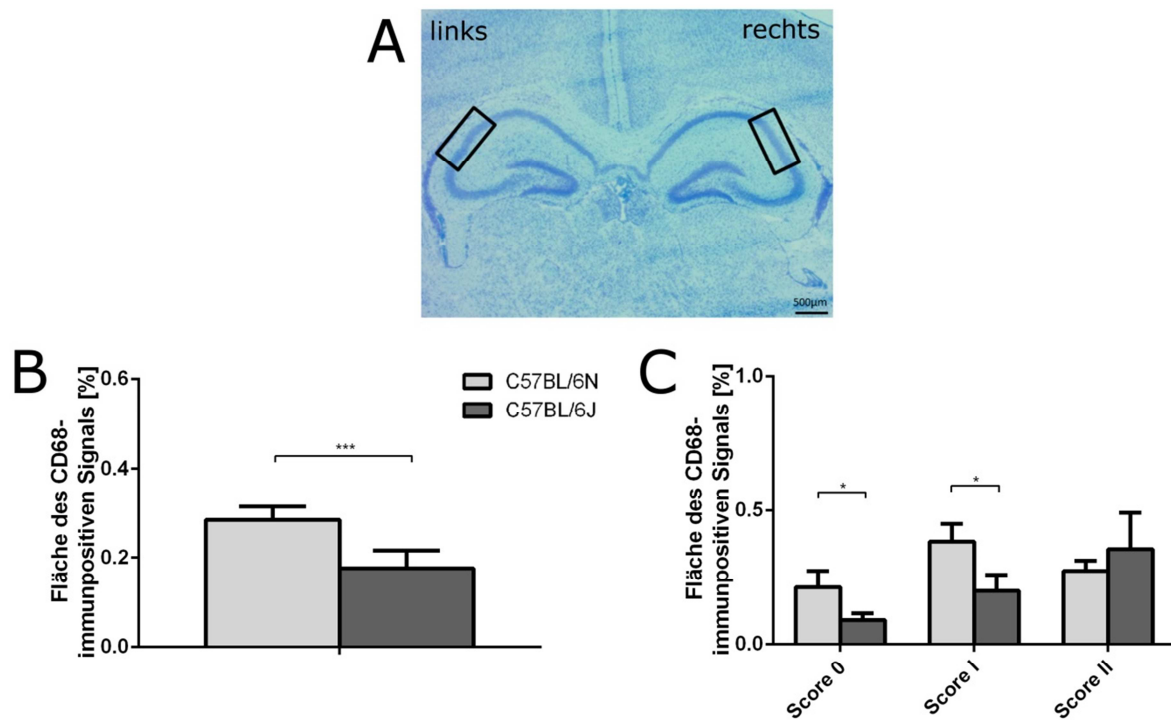 A
links
rechts
500µm
B
Fläche des CD68-
immunpositiven Signals [%]
0.6
0.4
0.2
0.0
***
C57BL/6N
C57BL/6J
C
Fläche des CD68-
immunpositiven Signals [%]
1.0
0.5
0.0
*
*
Score 0
Score I
Score II